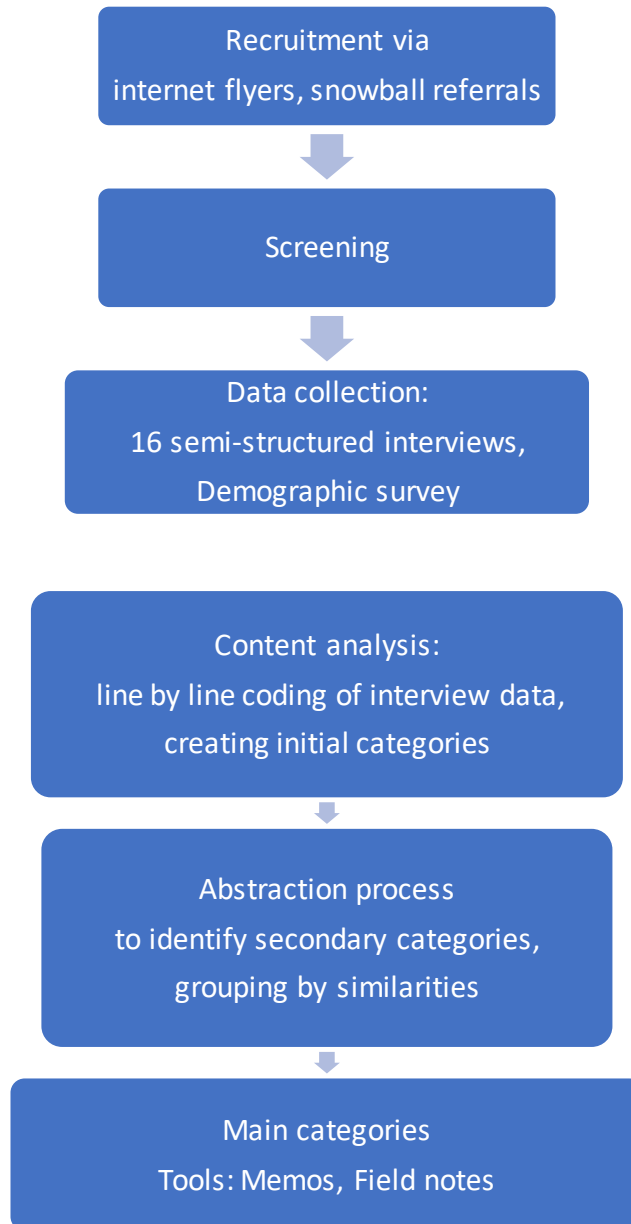 Recruitment via
internet flyers, snowball referrals
Screening
Data collection:
16 semi-structured interviews,
Demographic survey
Content analysis:
line by line coding of interview data,
creating initial categories
Abstraction process
to identify secondary categories,
grouping by similarities
Main categories
Tools: Memos, Field notes